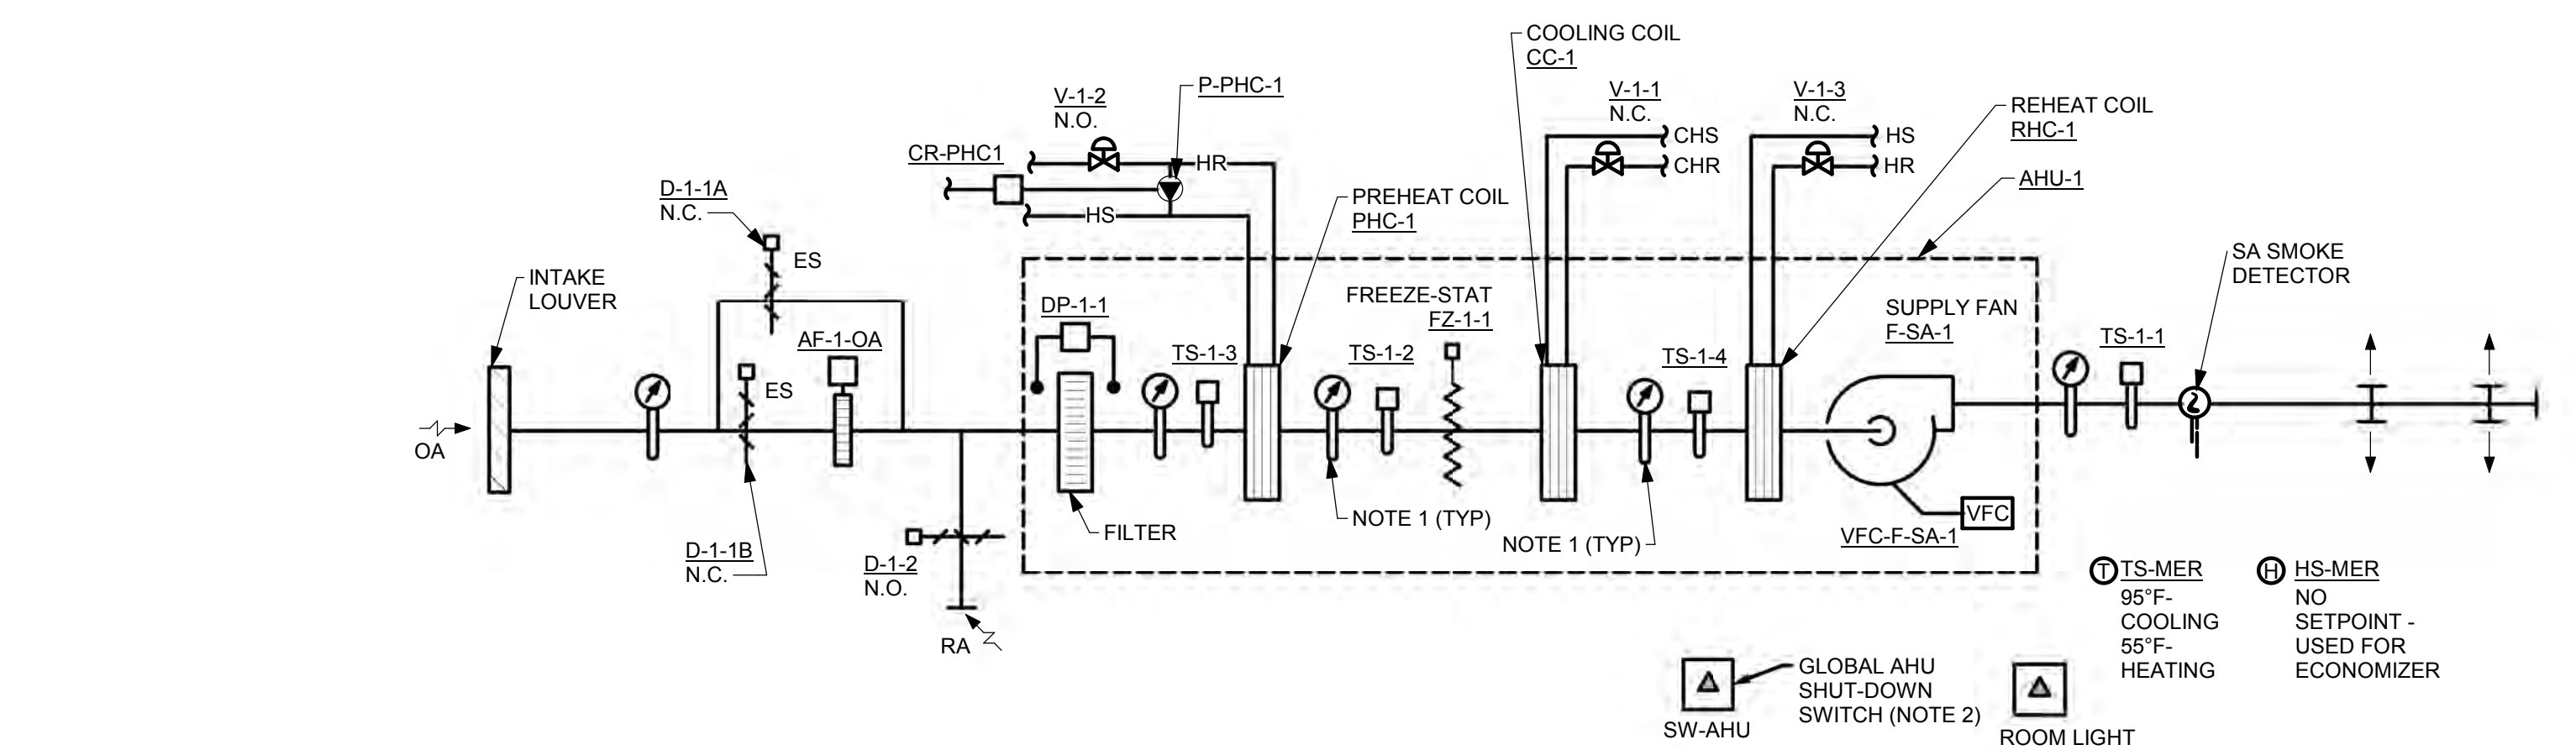 COOLING COIL
CC-1
V-1-2
N.O.
P-PHC-1
V-1-1
N.C.
V-1-3
N.C.
REHEAT COIL
RHC-1
CR-PHC1
HR
CHS
CHR
HS
HR
AHU-1
D-1-1A
N.C.
HS
PREHEAT COIL
PHC-1
ES
INTAKE
LOUVER
SA SMOKE
DETECTOR
DP-1-1
FREEZE-STAT
FZ-1-1
SUPPLY FAN
F-SA-1
AF-1-OA
TS-1-3
TS-1-2
TS-1-4
TS-1-1
ES
OA
NOTE 1 (TYP)
FILTER
NOTE 1 (TYP)
VFC
VFC-F-SA-1
D-1-1B
N.C.
D-1-2
N.O.
RA
T TS-MER
95°F-
COOLING
55°F-
HEATING
H HS-MER
NO
SETPOINT -
USED FOR
ECONOMIZER
GLOBAL AHU
SHUT-DOWN
SWITCH (NOTE 2)
SW-AHU
ROOM LIGHT